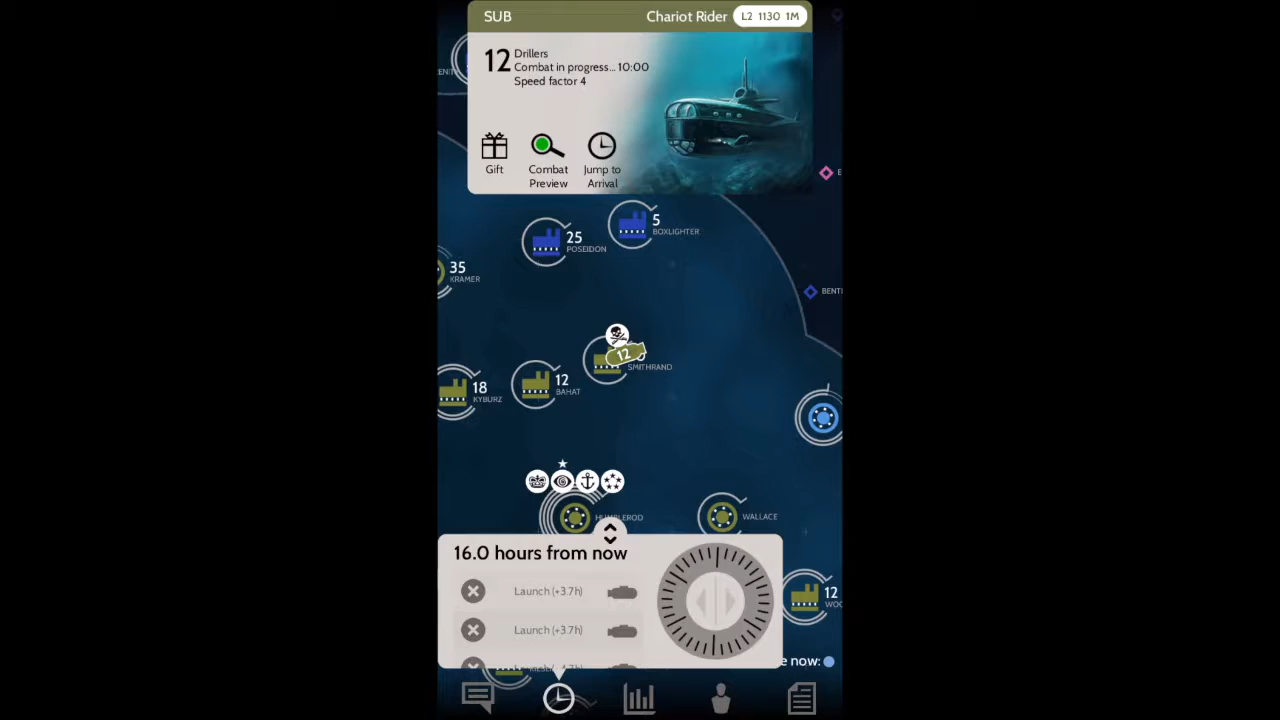 SUB
Chariot Rider
L2 1130 1M
12
Drillers
Combat in progress... 10:00
Speed factor 4
Gift
Combat
Preview
Jump to
Arrival
5
BOXLIGHTER
25
POSEIDON
35
KRAMER
BENT
12
SMITHRAND
18
KYBURZ
12
BAHAT
WALLACE
16.0 hours from now
Launch (+3.7h)
Launch (+3.7h)
12
WOO
e now: